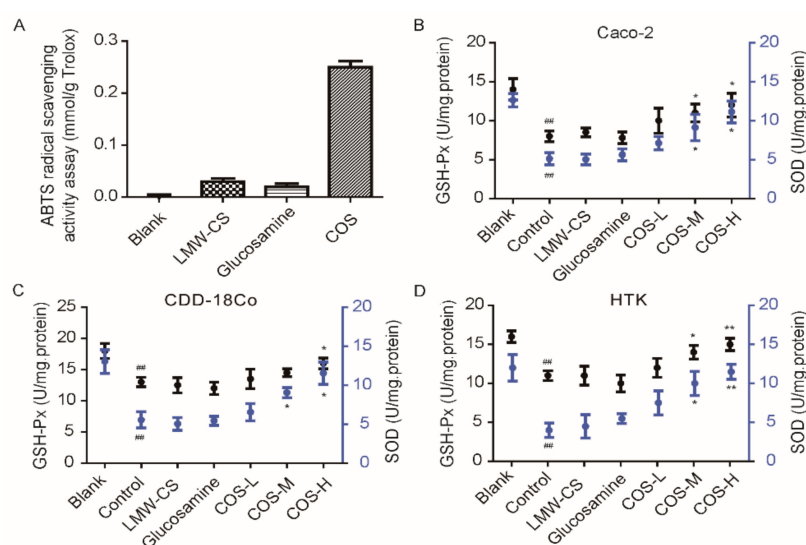 A
ABTS radical scavenging
activity assay (mmol/g Trolox)
0.3
0.2
0.1
0.0
Blank
LMW-CS
Glucosamine
COS
B
Caco-2
GSH-Px (U/mg.protein)
20
15
10
5
0
SOD (U/mg.protein)
20
15
10
5
0
##
##
*
*
*
*
Blank
Control
LMW-CS
Glucosamine
COS-L
COS-M
COS-H
C
CDD-18Co
GSH-Px (U/mg.protein)
25
20
15
10
5
0
SOD (U/mg.protein)
20
15
10
5
0
##
##
*
*
*
Blank
Control
LMW-CS
Glucosamine
COS-L
COS-M
COS-H
D
HTK
GSH-Px (U/mg.protein)
20
15
10
5
0
SOD (U/mg.protein)
20
15
10
5
0
##
##
*
*
**
**
Blank
Control
LMW-CS
Glucosamine
COS-L
COS-M
COS-H